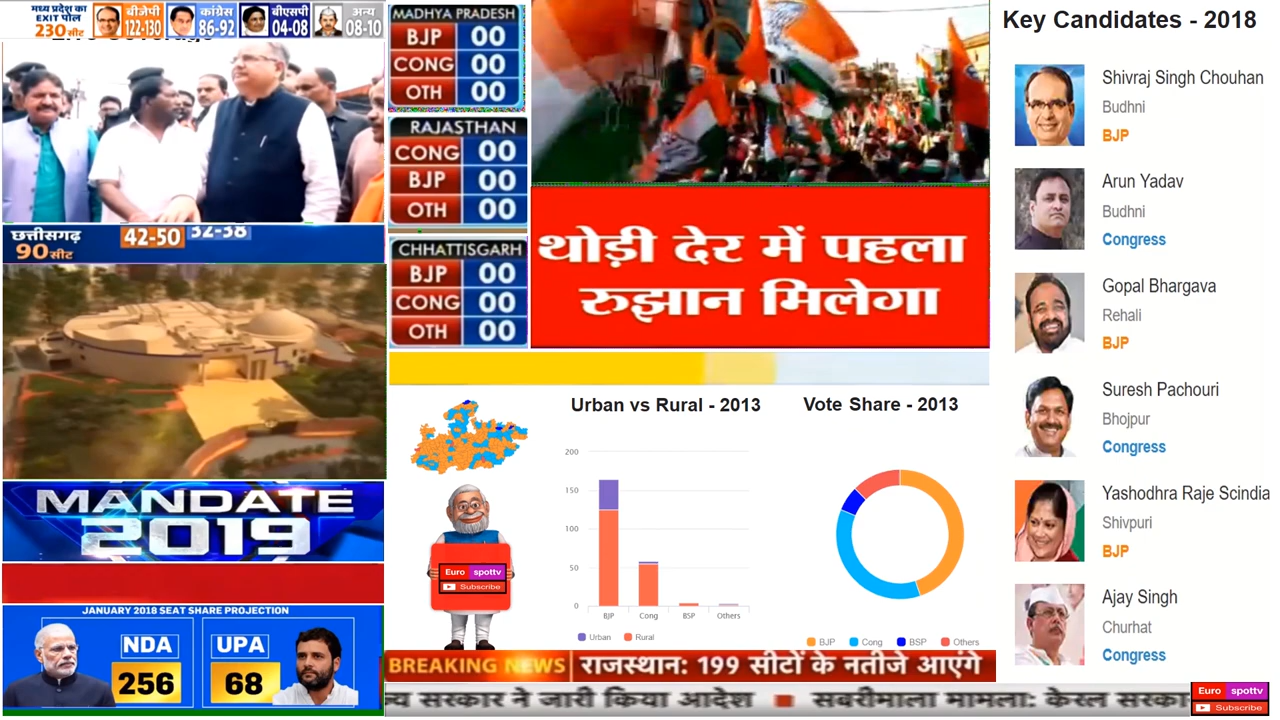 मध्य प्रदेश का
EXIT पोल
230 सीट
बीजेपी
122-130
कांग्रेस
86-92
बीएसपी
04-08
अन्य
08-10
छत्तीसगढ़
90 सीट
42-50
32-38
MANDATE
2019
JANUARY 2018 SEAT SHARE PROJECTION
NDA
256
UPA
68
MADHYA PRADESH
BJP 00
CONG 00
OTH 00
RAJASTHAN
CONG 00
BJP 00
OTH 00
CHHATTISGARH
BJP 00
CONG 00
OTH 00
थोड़ी देर में पहला
रुझान मिलेगा
Urban vs Rural - 2013
200
150
100
50
0
BJP Cong BSP Others
Urban Rural
Vote Share - 2013
BJP Cong BSP Others
Euro spottv
Subscribe
Key Candidates - 2018
Shivraj Singh Chouhan
Budhni
BJP
Arun Yadav
Budhni
Congress
Gopal Bhargava
Rehali
BJP
Suresh Pachouri
Bhojpur
Congress
Yashodhra Raje Scindia
Shivpuri
BJP
Ajay Singh
Churhat
Congress
BREAKING NEWS राजस्थान: 199 सीटों के नतीजे आएंगे
सरकार ने जारी किया आदेश सबरीमाला मामला: केरल सरका
Euro spottv
Subscribe